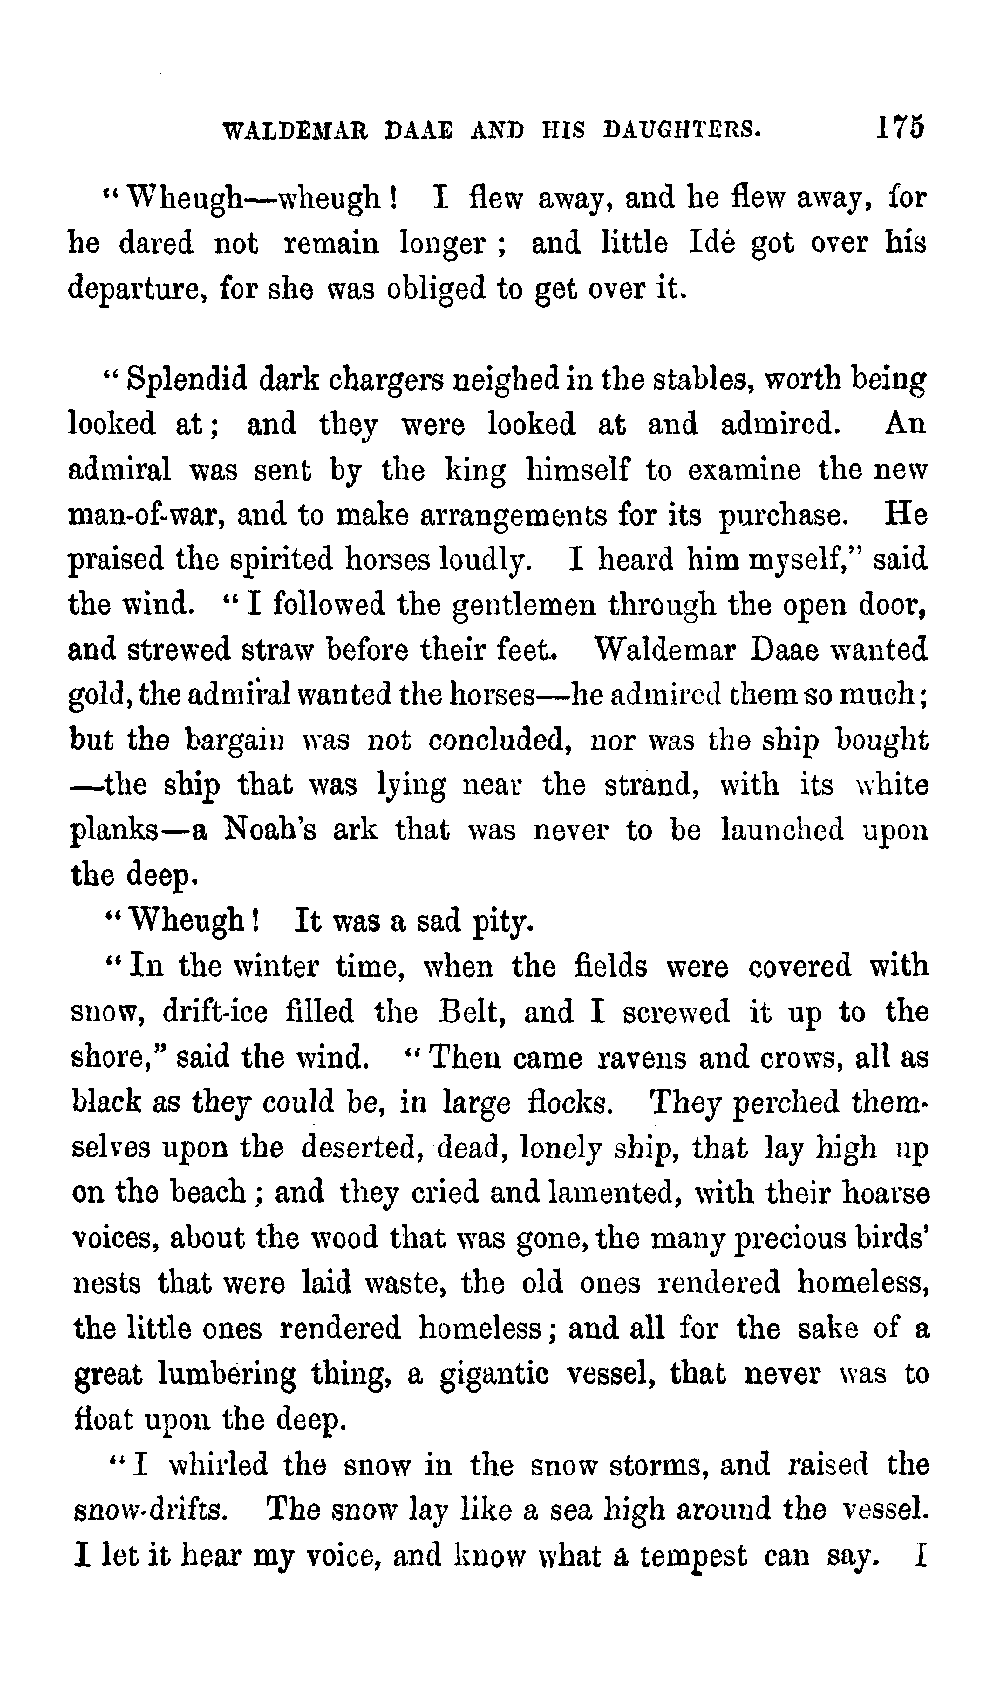 WALDEMAR DAAE AND HIS DAUGHTERS. 175
"Wheugh—wheugh! I flew away, and he flew away, for
he dared not remain longer; and little Idé got over his
departure, for she was obliged to get over it.
"Splendid dark chargers neighed in the stables, worth being
looked at; and they were looked at and admired. An
admiral was sent by the king himself to examine the new
man-of-war, and to make arrangements for its purchase. He
praised the spirited horses loudly. I heard him myself," said
the wind. "I followed the gentlemen through the open door,
and strewed straw before their feet. Waldemar Daae wanted
gold, the admiral wanted the horses—he admired them so much;
but the bargain was not concluded, nor was the ship bought
—the ship that was lying near the strand, with its white
planks—a Noah's ark that was never to be launched upon
the deep.
"Wheugh! It was a sad pity.
"In the winter time, when the fields were covered with
snow, drift-ice filled the Belt, and I screwed it up to the
shore," said the wind. "Then came ravens and crows, all as
black as they could be, in large flocks. They perched them-
selves upon the deserted, dead, lonely ship, that lay high up
on the beach; and they cried and lamented, with their hoarse
voices, about the wood that was gone, the many precious birds'
nests that were laid waste, the old ones rendered homeless,
the little ones rendered homeless; and all for the sake of a
great lumbering thing, a gigantic vessel, that never was to
float upon the deep.
"I whirled the snow in the snow storms, and raised the
snow-drifts. The snow lay like a sea high around the vessel.
I let it hear my voice, and know what a tempest can say. I